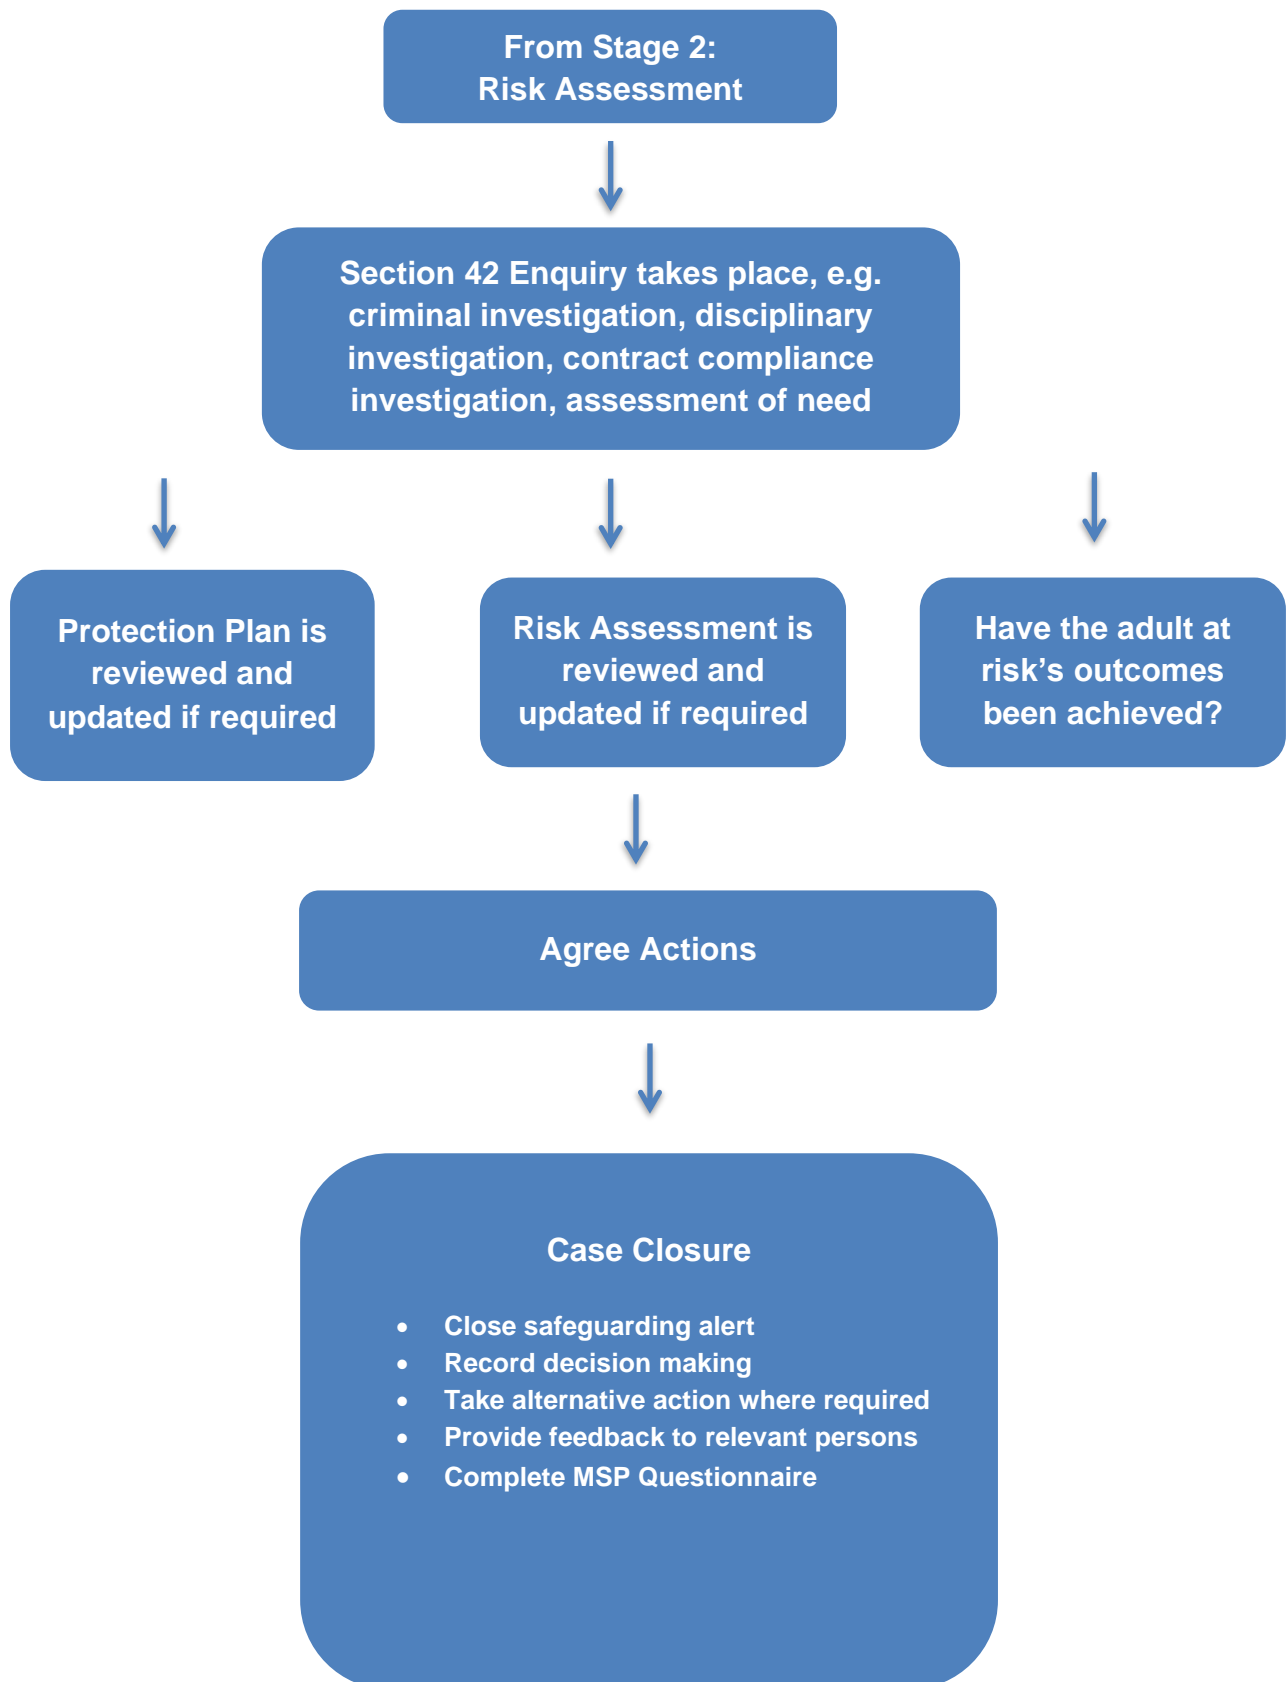 From Stage 2:
Risk Assessment
Section 42 Enquiry takes place, e.g.
criminal investigation, disciplinary
investigation, contract compliance
investigation, assessment of need
Protection Plan is
reviewed and
updated if required
Risk Assessment is
reviewed and
updated if required
Have the adult at
risk’s outcomes
been achieved?
Agree Actions
Case Closure
• Close safeguarding alert
• Record decision making
• Take alternative action where required
• Provide feedback to relevant persons
• Complete MSP Questionnaire